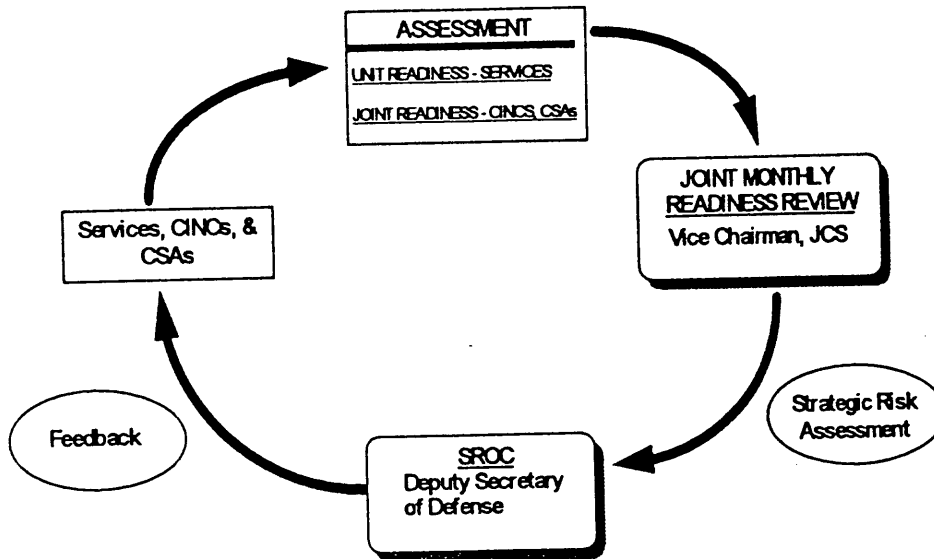 ASSESSMENT
UNIT READINESS - SERVICES
JOINT READINESS - CINCS, CSAs
JOINT MONTHLY
READINESS REVIEW
Vice Chairman, JCS
Services, CINCs, &
CSAs
Strategic Risk
Assessment
Feedback
SROC
Deputy Secretary
of Defense